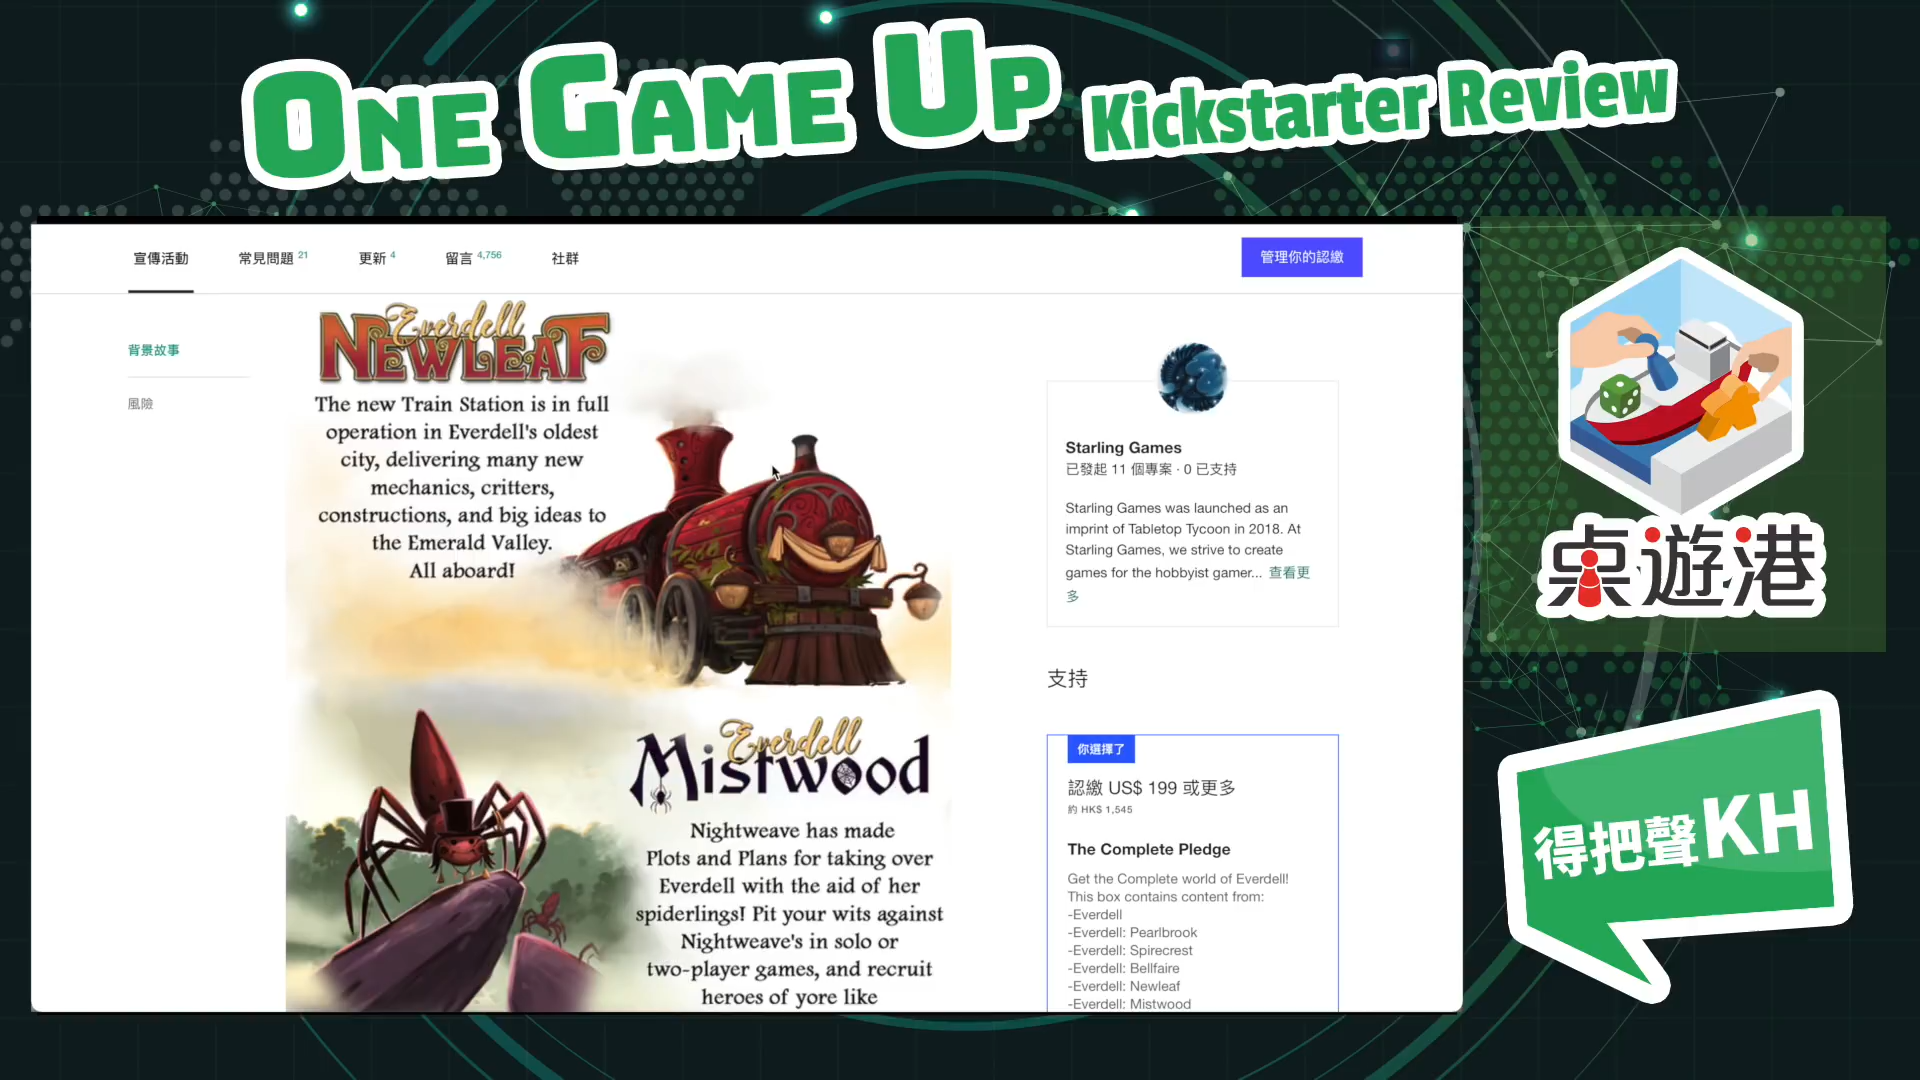 ONE GAME UP Kickstarter Review
宣傳活動
常見問題 21
更新 4
留言 4,756
社群
管理你的認繳
背景故事
風險
Everdell
NEWLEAF
The new Train Station is in full
operation in Everdell's oldest
city, delivering many new
mechanics, critters,
constructions, and big ideas to
the Emerald Valley.
All aboard!
Everdell
Mistwood
Nightweave has made
Plots and Plans for taking over
Everdell with the aid of her
spiderlings! Pit your wits against
Nightweave's in solo or
two-player games, and recruit
heroes of yore like
Starling Games
已發起 11 個專案 · 0 已支持
Starling Games was launched as an
imprint of Tabletop Tycoon in 2018. At
Starling Games, we strive to create
games for the hobbyist gamer... 查看更
多
支持
你選擇了
認繳 US$ 199 或更多
約 HK$ 1,545
The Complete Pledge
Get the Complete world of Everdell!
This box contains content from:
-Everdell
-Everdell: Pearlbrook
-Everdell: Spirecrest
-Everdell: Bellfaire
-Everdell: Newleaf
-Everdell: Mistwood
桌遊港
得把聲KH